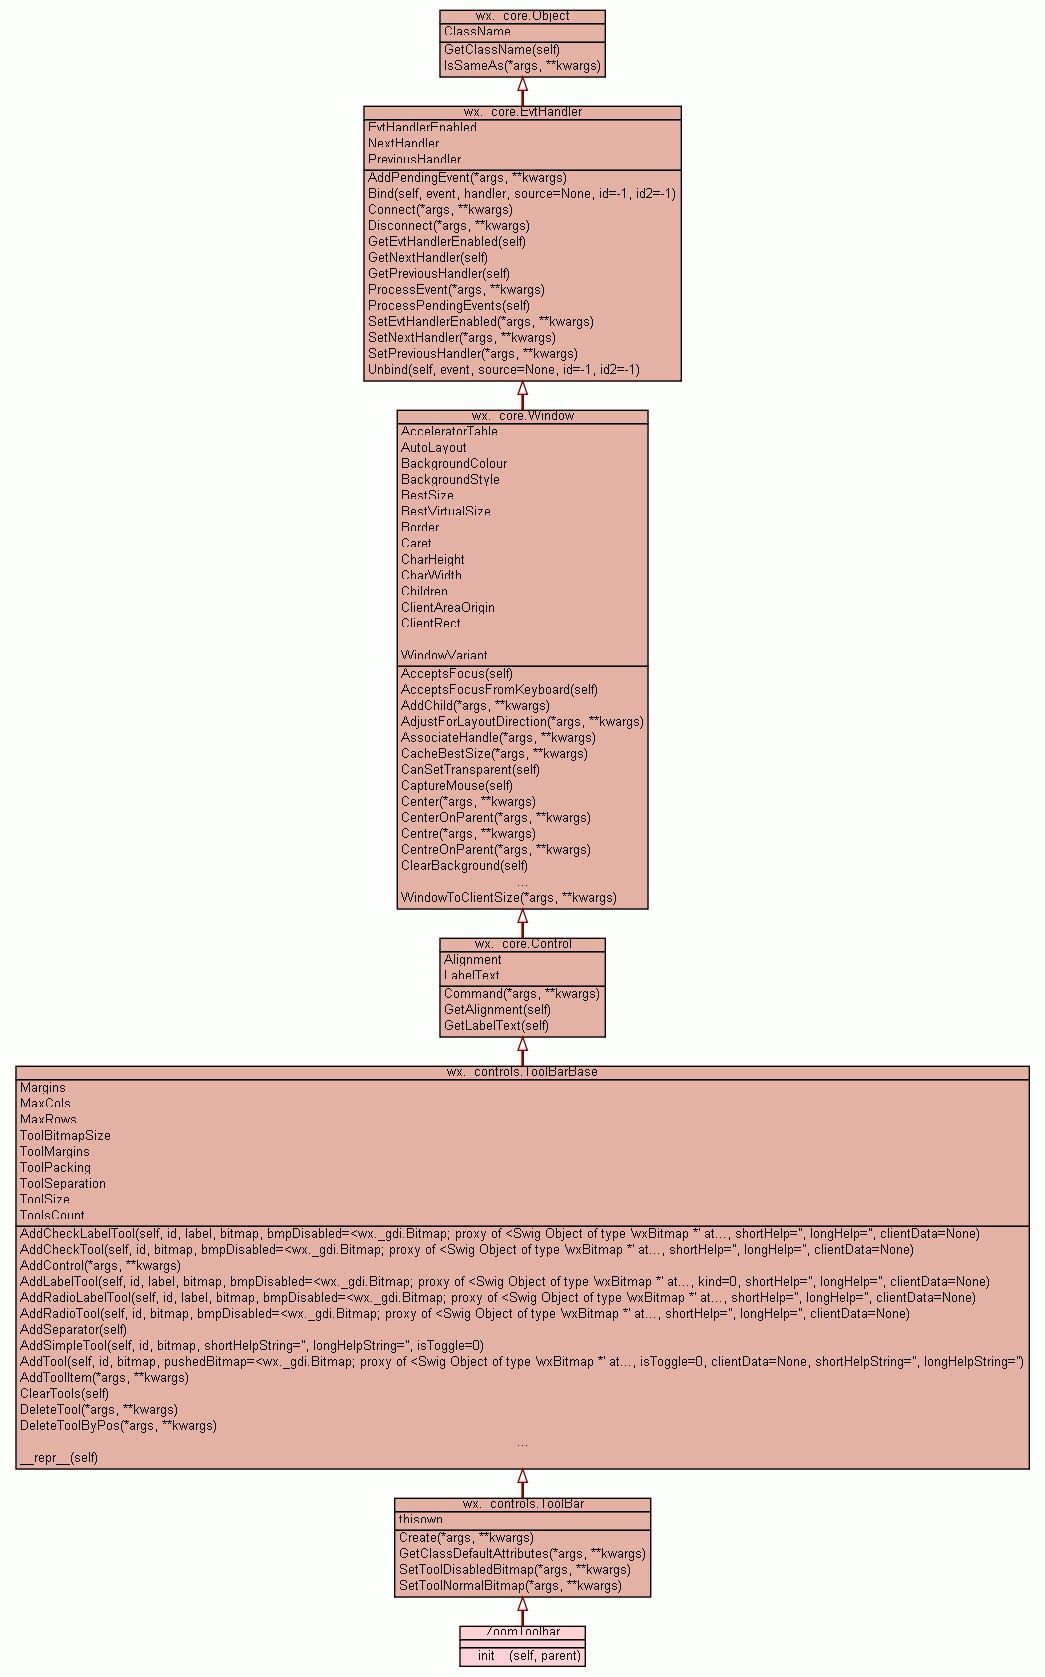 wx._core.Object
ClassName
GetClassName(self)
IsSameAs(*args, **kwargs)
wx._core.EvtHandler
EvtHandlerEnabled
NextHandler
PreviousHandler
AddPendingEvent(*args, **kwargs)
Bind(self, event, handler, source=None, id=-1, id2=-1)
Connect(*args, **kwargs)
Disconnect(*args, **kwargs)
GetEvtHandlerEnabled(self)
GetNextHandler(self)
GetPreviousHandler(self)
ProcessEvent(*args, **kwargs)
ProcessPendingEvents(self)
SetEvtHandlerEnabled(*args, **kwargs)
SetNextHandler(*args, **kwargs)
SetPreviousHandler(*args, **kwargs)
Unbind(self, event, source=None, id=-1, id2=-1)
wx._core.Window
AcceleratorTable
AutoLayout
BackgroundColour
BackgroundStyle
BestSize
BestVirtualSize
Border
Caret
CharHeight
CharWidth
Children
ClientAreaOrigin
ClientRect
WindowVariant
AcceptsFocus(self)
AcceptsFocusFromKeyboard(self)
AddChild(*args, **kwargs)
AdjustForLayoutDirection(*args, **kwargs)
AssociateHandle(*args, **kwargs)
CacheBestSize(*args, **kwargs)
CanSetTransparent(self)
CaptureMouse(self)
Center(*args, **kwargs)
CenterOnParent(*args, **kwargs)
Centre(*args, **kwargs)
CentreOnParent(*args, **kwargs)
ClearBackground(self)
...
WindowToClientSize(*args, **kwargs)
wx._core.Control
Alignment
LabelText
Command(*args, **kwargs)
GetAlignment(self)
GetLabelText(self)
wx._controls.ToolBarBase
Margins
MaxCols
MaxRows
ToolBitmapSize
ToolMargins
ToolPacking
ToolSeparation
ToolSize
ToolsCount
AddCheckLabelTool(self, id, label, bitmap, bmpDisabled=<wx._gdi.Bitmap; proxy of <Swig Object of type 'wxBitmap *' at..., shortHelp='', longHelp='', clientData=None)
AddCheckTool(self, id, bitmap, bmpDisabled=<wx._gdi.Bitmap; proxy of <Swig Object of type 'wxBitmap *' at..., shortHelp='', longHelp='', clientData=None)
AddControl(*args, **kwargs)
AddLabelTool(self, id, label, bitmap, bmpDisabled=<wx._gdi.Bitmap; proxy of <Swig Object of type 'wxBitmap *' at..., kind=0, shortHelp='', longHelp='', clientData=None)
AddRadioLabelTool(self, id, label, bitmap, bmpDisabled=<wx._gdi.Bitmap; proxy of <Swig Object of type 'wxBitmap *' at..., shortHelp='', longHelp='', clientData=None)
AddRadioTool(self, id, bitmap, bmpDisabled=<wx._gdi.Bitmap; proxy of <Swig Object of type 'wxBitmap *' at..., shortHelp='', longHelp='', clientData=None)
AddSeparator(self)
AddSimpleTool(self, id, bitmap, shortHelpString='', longHelpString='', isToggle=0)
AddTool(self, id, bitmap, pushedBitmap=<wx._gdi.Bitmap; proxy of <Swig Object of type 'wxBitmap *' at..., isToggle=0, clientData=None, shortHelpString='', longHelpString='')
AddToolItem(*args, **kwargs)
ClearTools(self)
DeleteTool(*args, **kwargs)
DeleteToolByPos(*args, **kwargs)
...
__repr__(self)
wx._controls.ToolBar
thisown
Create(*args, **kwargs)
GetClassDefaultAttributes(*args, **kwargs)
SetToolDisabledBitmap(*args, **kwargs)
SetToolNormalBitmap(*args, **kwargs)
ZoomToolbar
__init__(self, parent)